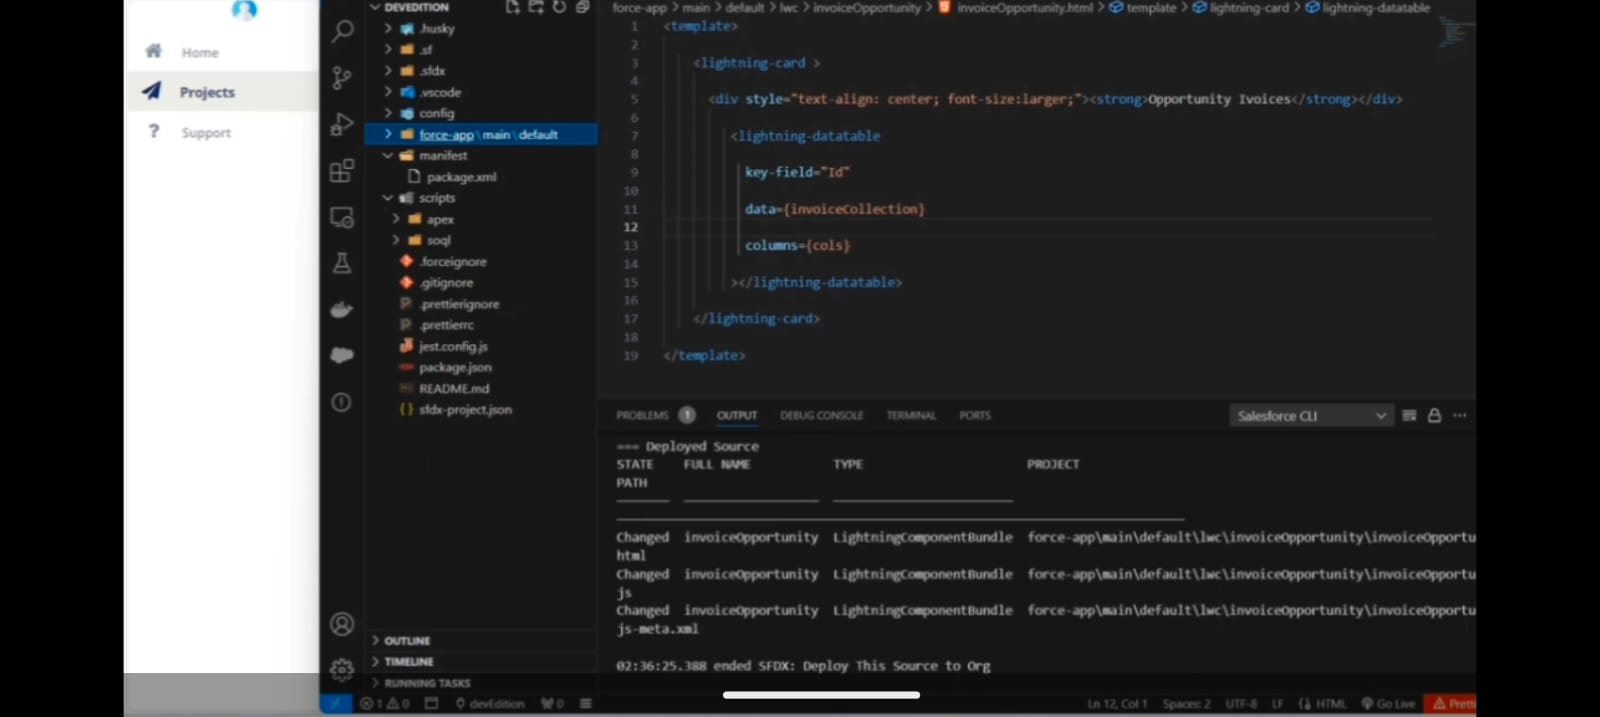 Home
Projects
Support
DEVEDITION
.husky
.sf
.sfdx
.vscode
config
force-app\main\default
manifest
package.xml
scripts
apex
soql
.forceignore
.gitignore
.prettierignore
.prettierrc
jest.config.js
package.json
README.md
sfdx-project.json
OUTLINE
TIMELINE
RUNNING TASKS
force-app > main > default > lwc > invoiceOpportunity > invoiceOpportunity.html > template > lightning-card > lightning-datatable
1 <template>
2
3 <lightning-card >
4
5 <div style="text-align: center; font-size:larger;"><strong>Opportunity Ivoices</strong></div>
6
7 <lightning-datatable
8
9 key-field="Id"
10
11 data={invoiceCollection}
12
13 columns={cols}
14
15 ></lightning-datatable>
16
17 </lightning-card>
18
19 </template>
PROBLEMS 1 OUTPUT DEBUG CONSOLE TERMINAL PORTS Salesforce CLI
=== Deployed Source
STATE FULL NAME TYPE PROJECT
PATH
Changed invoiceOpportunity LightningComponentBundle force-app\main\default\lwc\invoiceOpportunity\invoiceOpportu
html
Changed invoiceOpportunity LightningComponentBundle force-app\main\default\lwc\invoiceOpportunity\invoiceOpportu
js
Changed invoiceOpportunity LightningComponentBundle force-app\main\default\lwc\invoiceOpportunity\invoiceOpportu
js-meta.xml
02:36:25.388 ended SFDX: Deploy This Source to Org
1 0 devEdition 0 Ln 12, Col 1 Spaces: 2 UTF-8 LF HTML Go Live Pretti